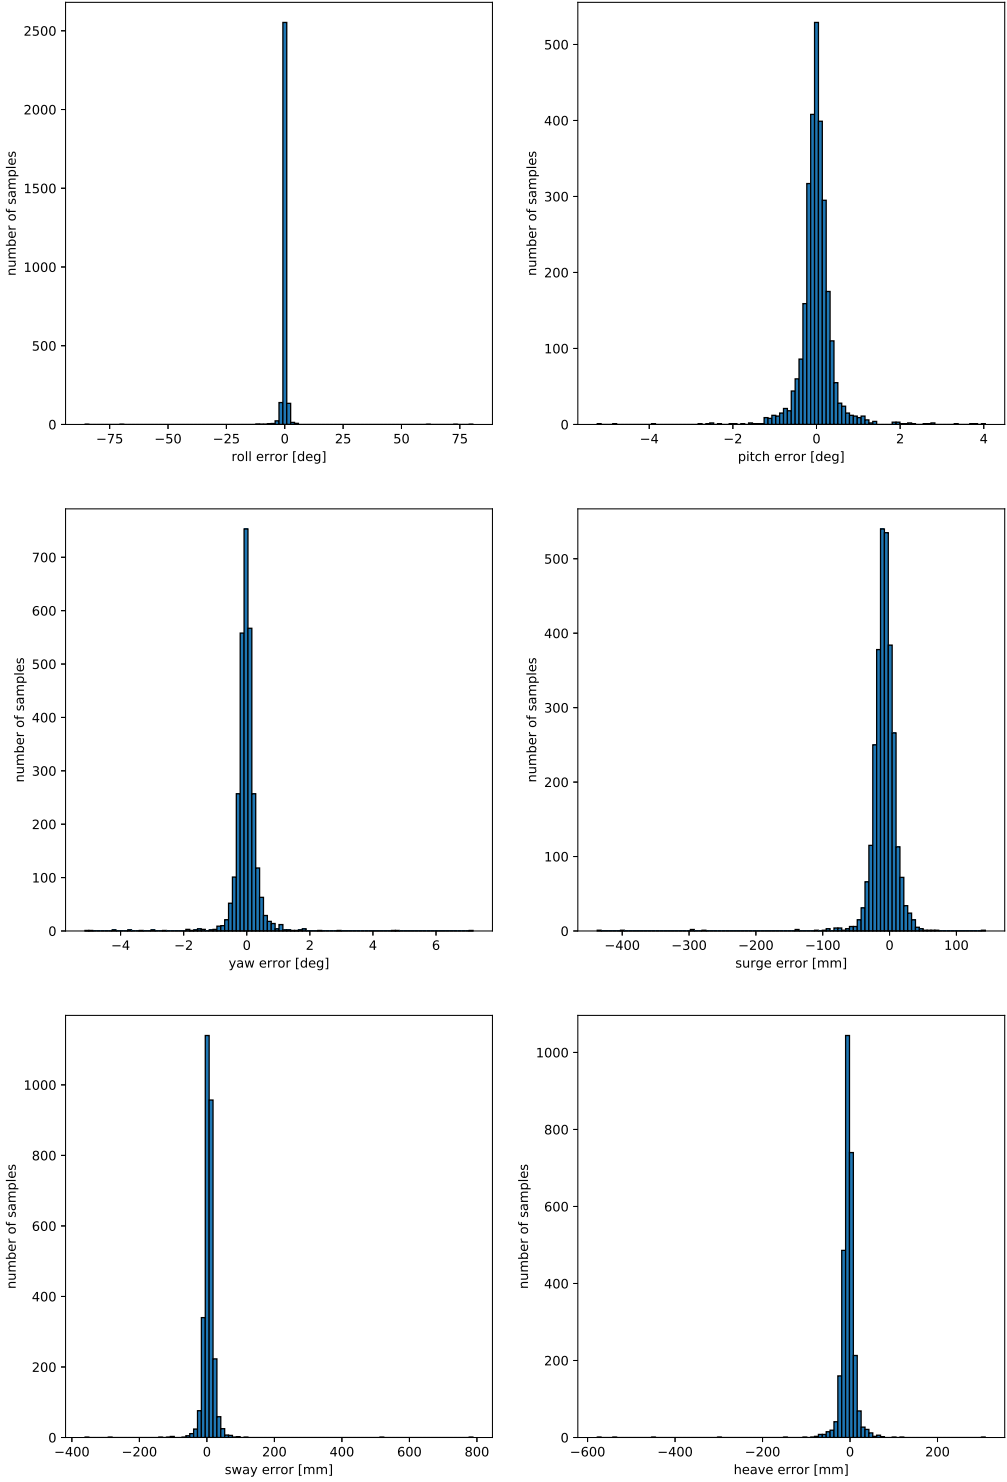 2500
2000
1500
1000
500
0
number of samples
−75 −50 −25 0 25 50 75
roll error [deg]
500
400
300
200
100
0
number of samples
−4 −2 0 2 4
pitch error [deg]
700
600
500
400
300
200
100
0
number of samples
−4 −2 0 2 4 6
yaw error [deg]
500
400
300
200
100
0
number of samples
−400 −300 −200 −100 0 100
surge error [mm]
1000
800
600
400
200
0
number of samples
−400 −200 0 200 400 600 800
sway error [mm]
1000
800
600
400
200
0
number of samples
−600 −400 −200 0 200
heave error [mm]